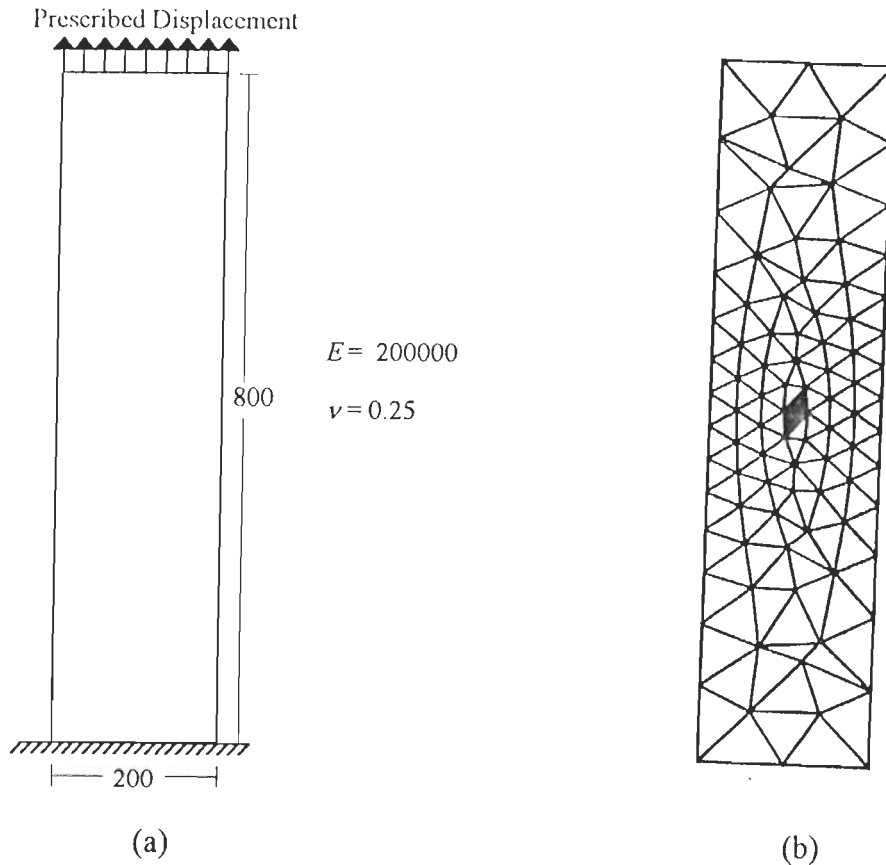 Prescribed Displacement
E = 200000
800
ν = 0.25
200
(a)
(b)